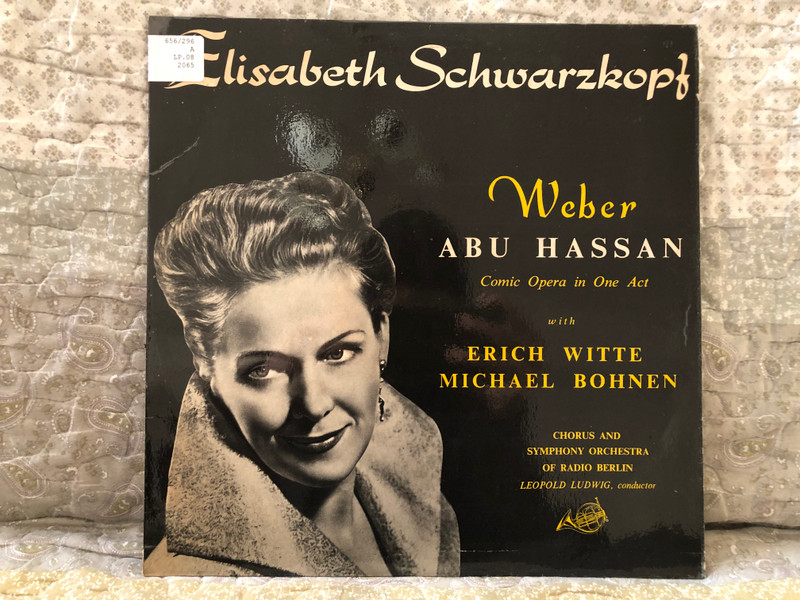 656/296
A
LP.08
2065
Elisabeth Schwarzkopf
Weber
ABU HASSAN
Comic Opera in One Act
with
ERICH WITTE
MICHAEL BOHNEN
CHORUS AND
SYMPHONY ORCHESTRA
OF RADIO BERLIN
LEOPOLD LUDWIG, conductor